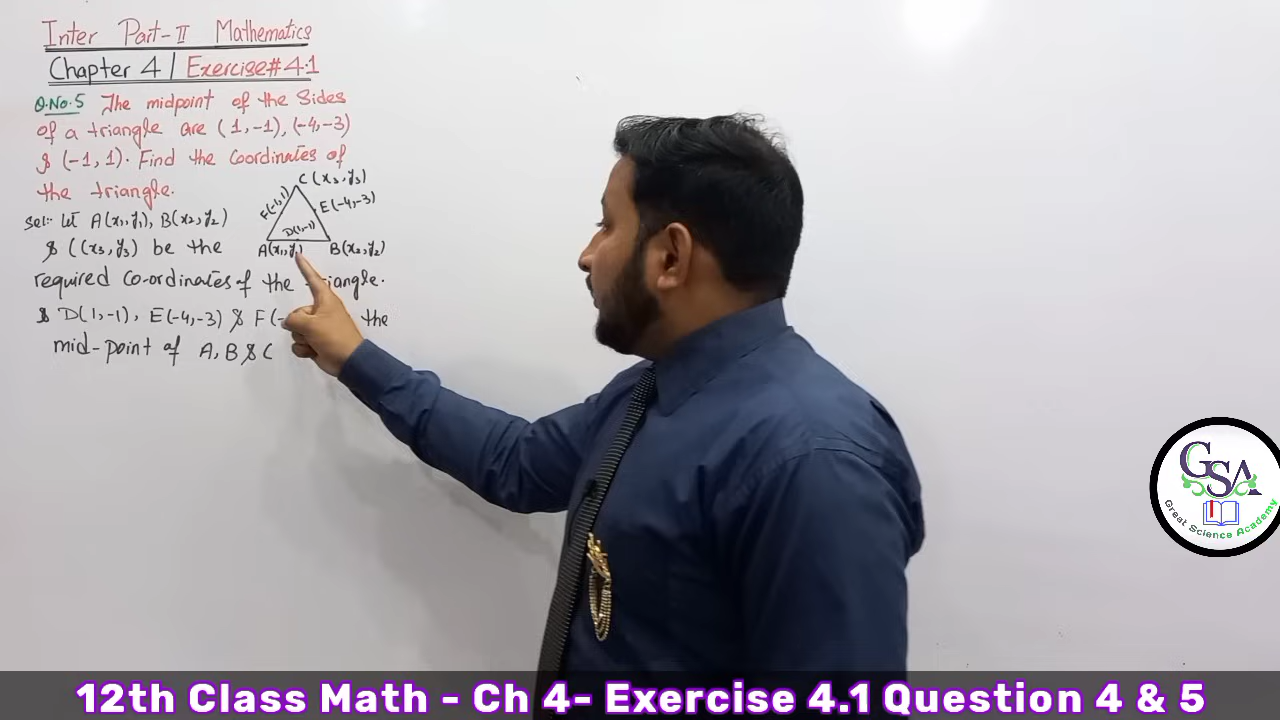 Inter Part-II Mathematics
Chapter 4 | Exercise#4.1
Q.No.5 The midpoint of the Sides
of a triangle are (1,-1), (-4,-3)
& (-1,1). Find the Coordinates of
the triangle.
Sol:- Let A(x₁,y₁), B(x₂,y₂)
& C(x₃,y₃) be the
required Co-ordinates of the triangle.
& D(1,-1), E(-4,-3) & F(- the
mid-point of A, B & C
C(x₃,y₃)
F(-1,1)
E(-4,-3)
D(1,-1)
A(x₁,y₁)
B(x₂,y₂)
GSA
Great Science Academy
12th Class Math - Ch 4- Exercise 4.1 Question 4 & 5